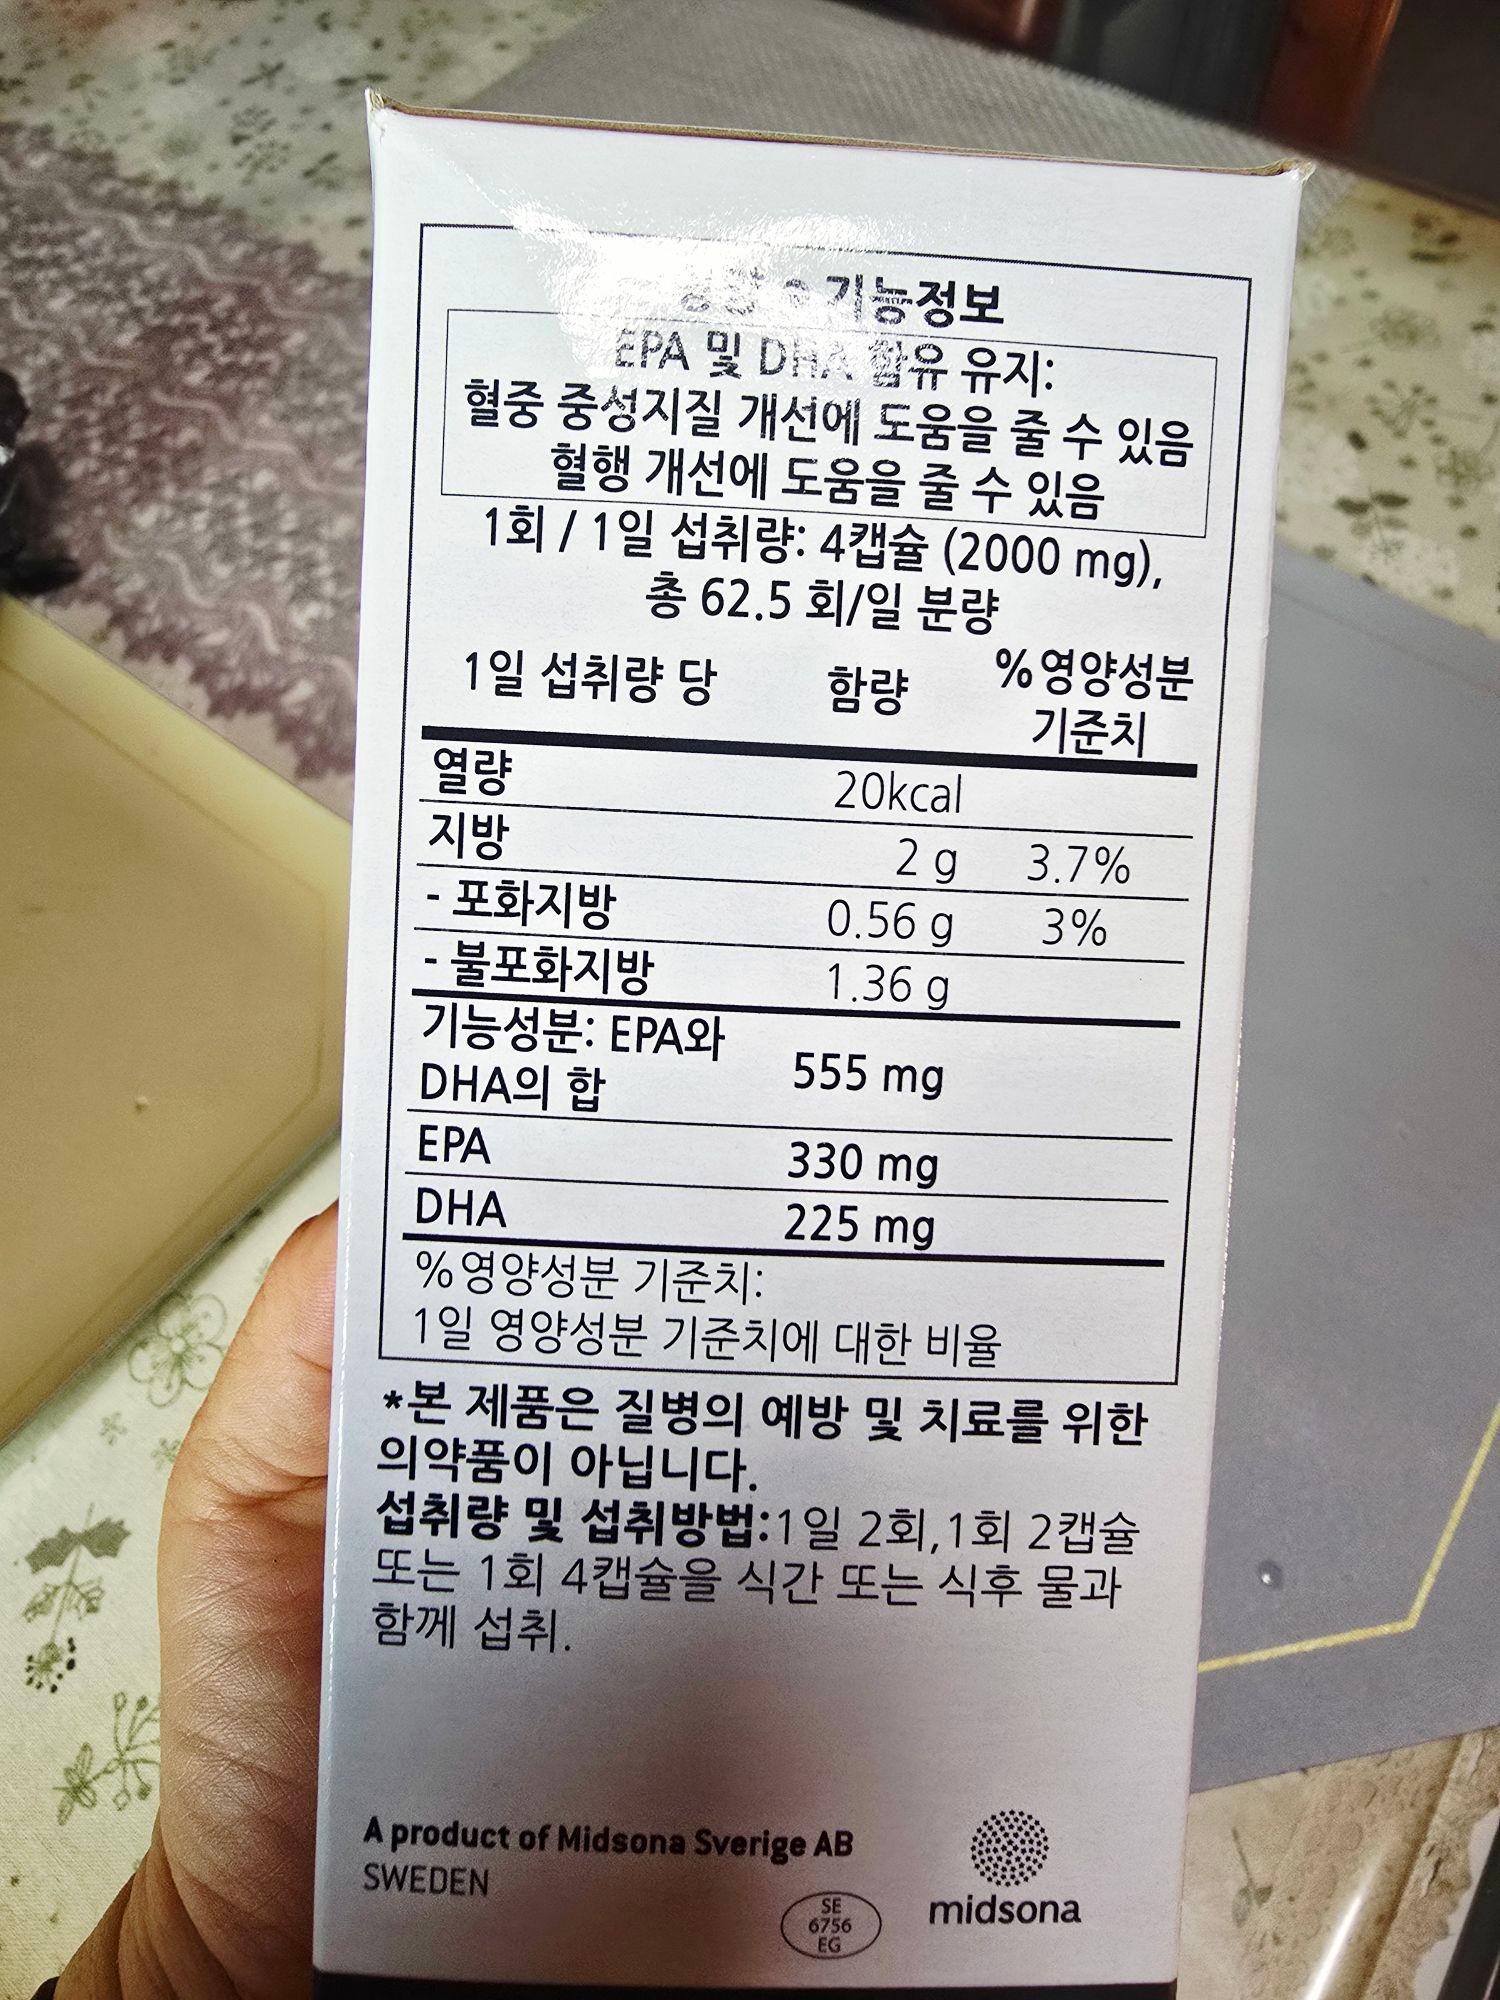 기능정보
EPA 및 DHA 함유 유지:
혈중 중성지질 개선에 도움을 줄 수 있음
혈행 개선에 도움을 줄 수 있음
1회 / 1일 섭취량: 4캡슐 (2000 mg),
총 62.5 회/일 분량
1일 섭취량 당 함량 %영양성분
기준치
열량 20kcal
지방 2 g 3.7%
- 포화지방 0.56 g 3%
- 불포화지방 1.36 g
기능성분: EPA와
DHA의 합 555 mg
EPA 330 mg
DHA 225 mg
%영양성분 기준치:
1일 영양성분 기준치에 대한 비율
*본 제품은 질병의 예방 및 치료를 위한
의약품이 아닙니다.
섭취량 및 섭취방법:1일 2회,1회 2캡슐
또는 1회 4캡슐을 식간 또는 식후 물과
함께 섭취.
A product of Midsona Sverige AB
SWEDEN
SE
6756
EG
midsona